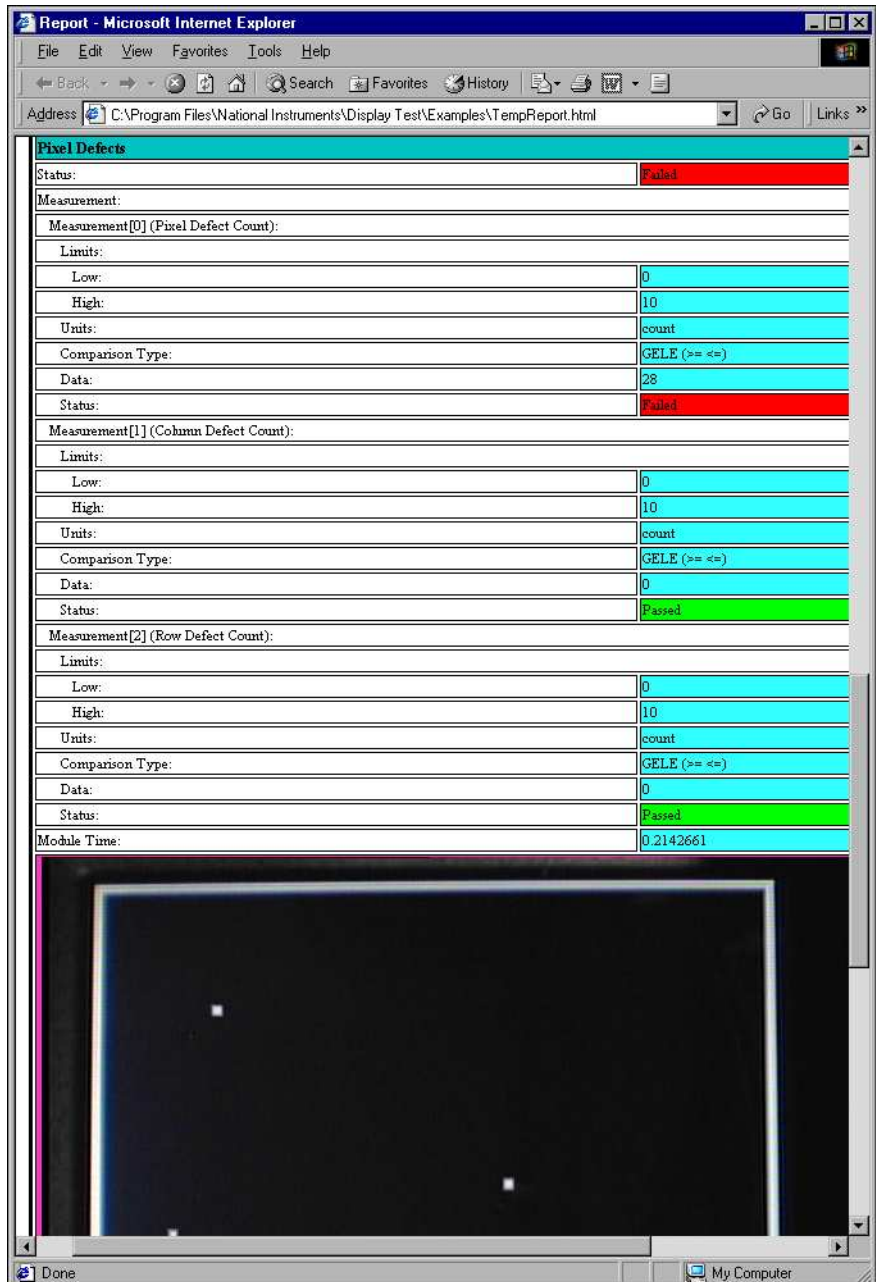 Report - Microsoft Internet Explorer
File Edit View Favorites Tools Help
Back Search Favorites History
Address C:\Program Files\National Instruments\Display Test\Examples\TempReport.html Go Links »
Pixel Defects
Status: Failed
Measurement:
Measurement[0] (Pixel Defect Count):
Limits:
Low: 0
High: 10
Units: count
Comparison Type: GELE (>= <=)
Data: 28
Status: Failed
Measurement[1] (Column Defect Count):
Limits:
Low: 0
High: 10
Units: count
Comparison Type: GELE (>= <=)
Data: 0
Status: Passed
Measurement[2] (Row Defect Count):
Limits:
Low: 0
High: 10
Units: count
Comparison Type: GELE (>= <=)
Data: 0
Status: Passed
Module Time: 0.2142661
Done My Computer